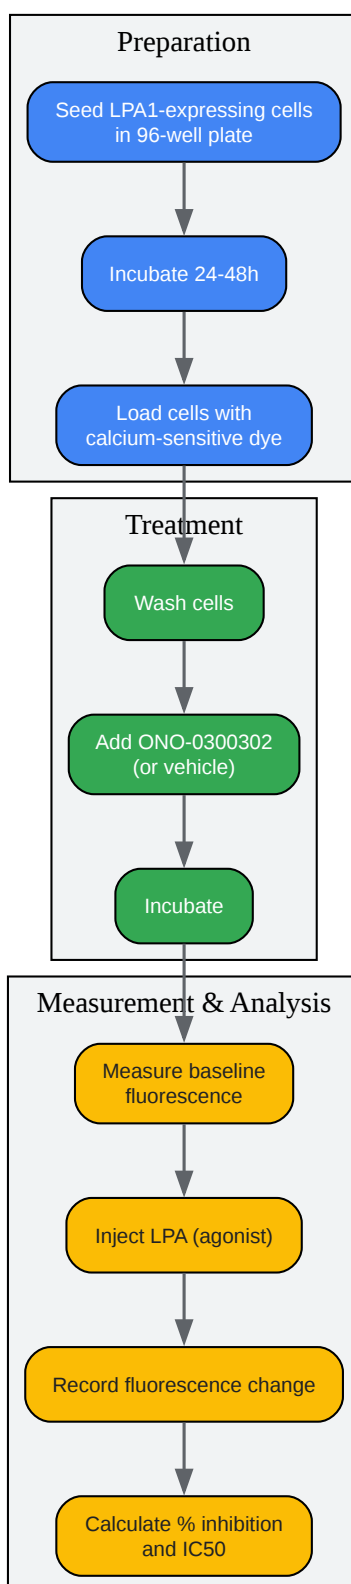 Preparation
Seed LPA1-expressing cells
in 96-well plate
Incubate 24-48h
Load cells with
calcium-sensitive dye
Treatment
Wash cells
Add ONO-0300302
(or vehicle)
Incubate
Measurement & Analysis
Measure baseline
fluorescence
Inject LPA (agonist)
Record fluorescence change
Calculate % inhibition
and IC50